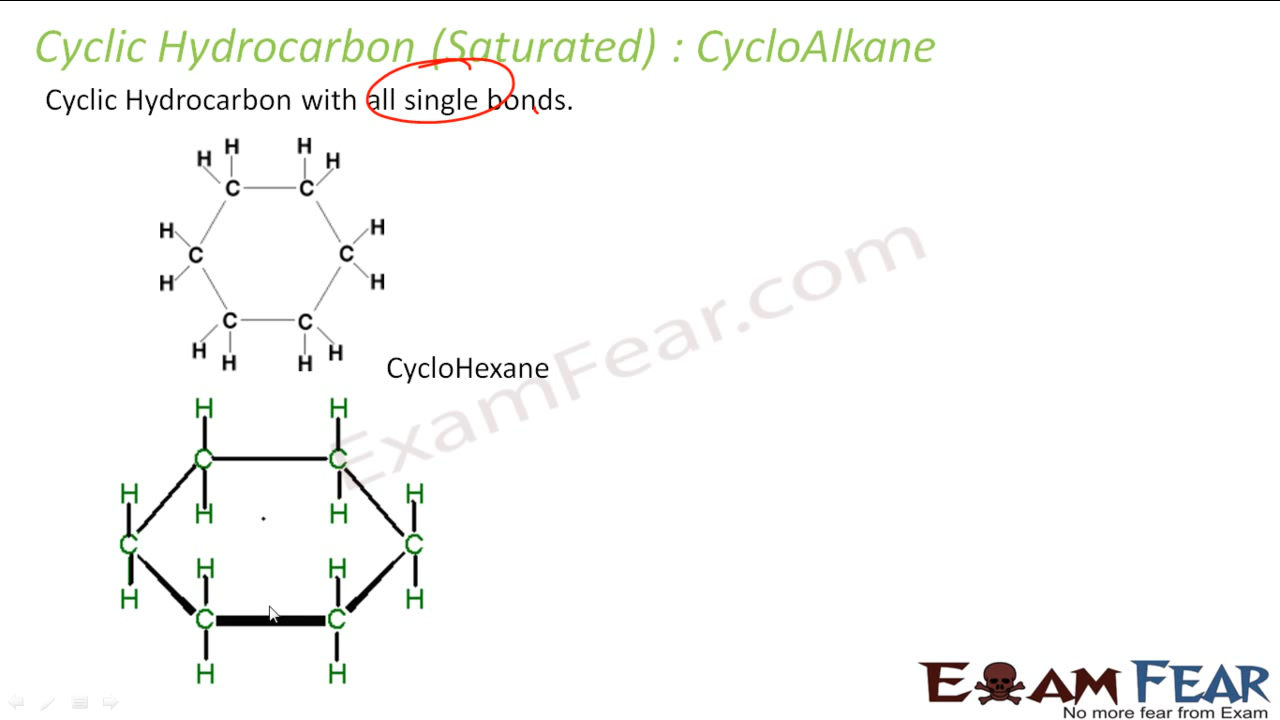 Cyclic Hydrocarbon (Saturated) : CycloAlkane
Cyclic Hydrocarbon with all single bonds.
H H H H
C C
H H
C C
H H
C C
H H H H
CycloHexane
H H
C C
H H
H H
C C
H H
H H
C C
H H
ExamFear.com
EXAM FEAR
No more fear from Exam